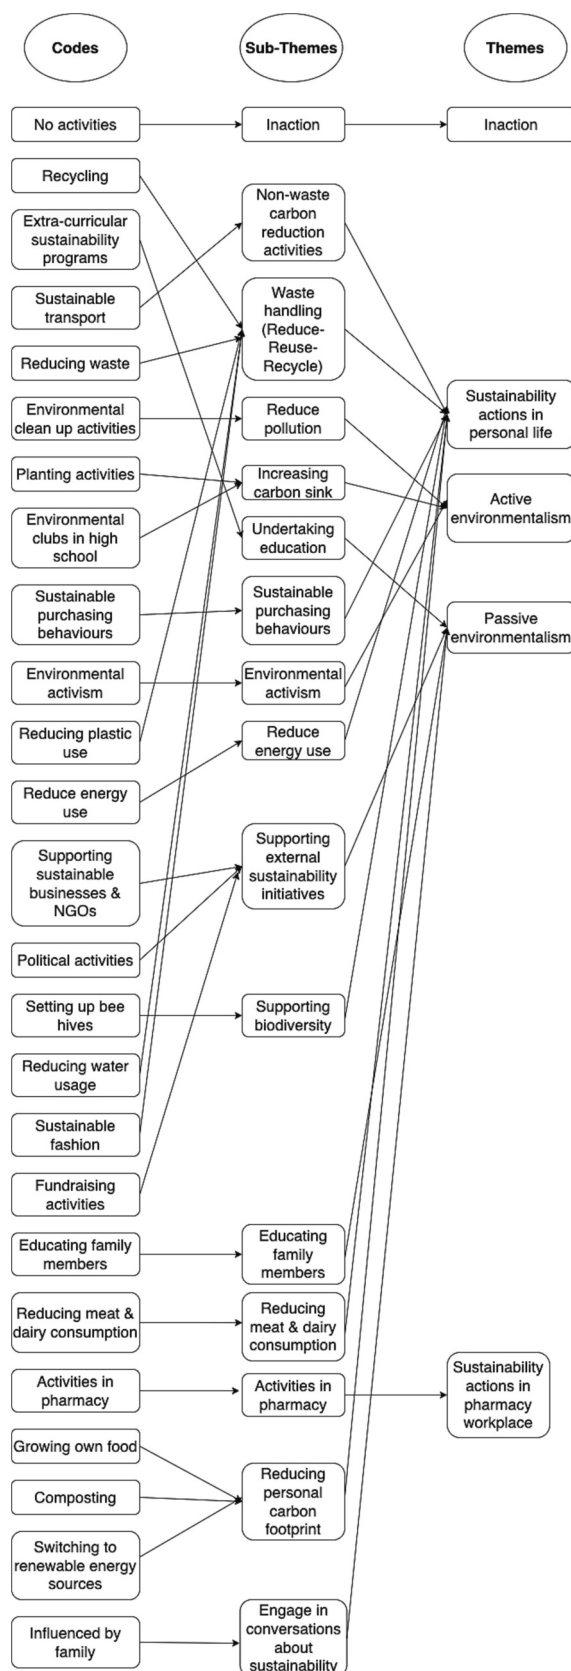 Codes
Sub-Themes
Themes
No activities
Inaction
Inaction
Recycling
Extra-curricular
sustainability
programs
Sustainable
transport
Reducing waste
Environmental
clean up activities
Planting activities
Environmental
clubs in high
school
Sustainable
purchasing
behaviours
Environmental
activism
Reducing plastic
use
Reduce energy
use
Supporting
sustainable
businesses &
NGOs
Political activities
Setting up bee
hives
Reducing water
usage
Sustainable
fashion
Fundraising
activities
Educating family
members
Reducing meat &
dairy consumption
Activities in
pharmacy
Growing own food
Composting
Switching to
renewable energy
sources
Influenced by
family
Non-waste
carbon
reduction
activities
Waste
handling
(Reduce-
Reuse-
Recycle)
Reduce
pollution
Increasing
carbon sink
Undertaking
education
Sustainable
purchasing
behaviours
Environmental
activism
Reduce
energy use
Supporting
external
sustainability
initiatives
Supporting
biodiversity
Educating
family
members
Reducing
meat & dairy
consumption
Activities in
pharmacy
Reducing
personal
carbon
footprint
Engage in
conversations
about
sustainability
Sustainability
actions in
personal life
Active
environmentalism
Passive
environmentalism
Sustainability
actions in
pharmacy
workplace